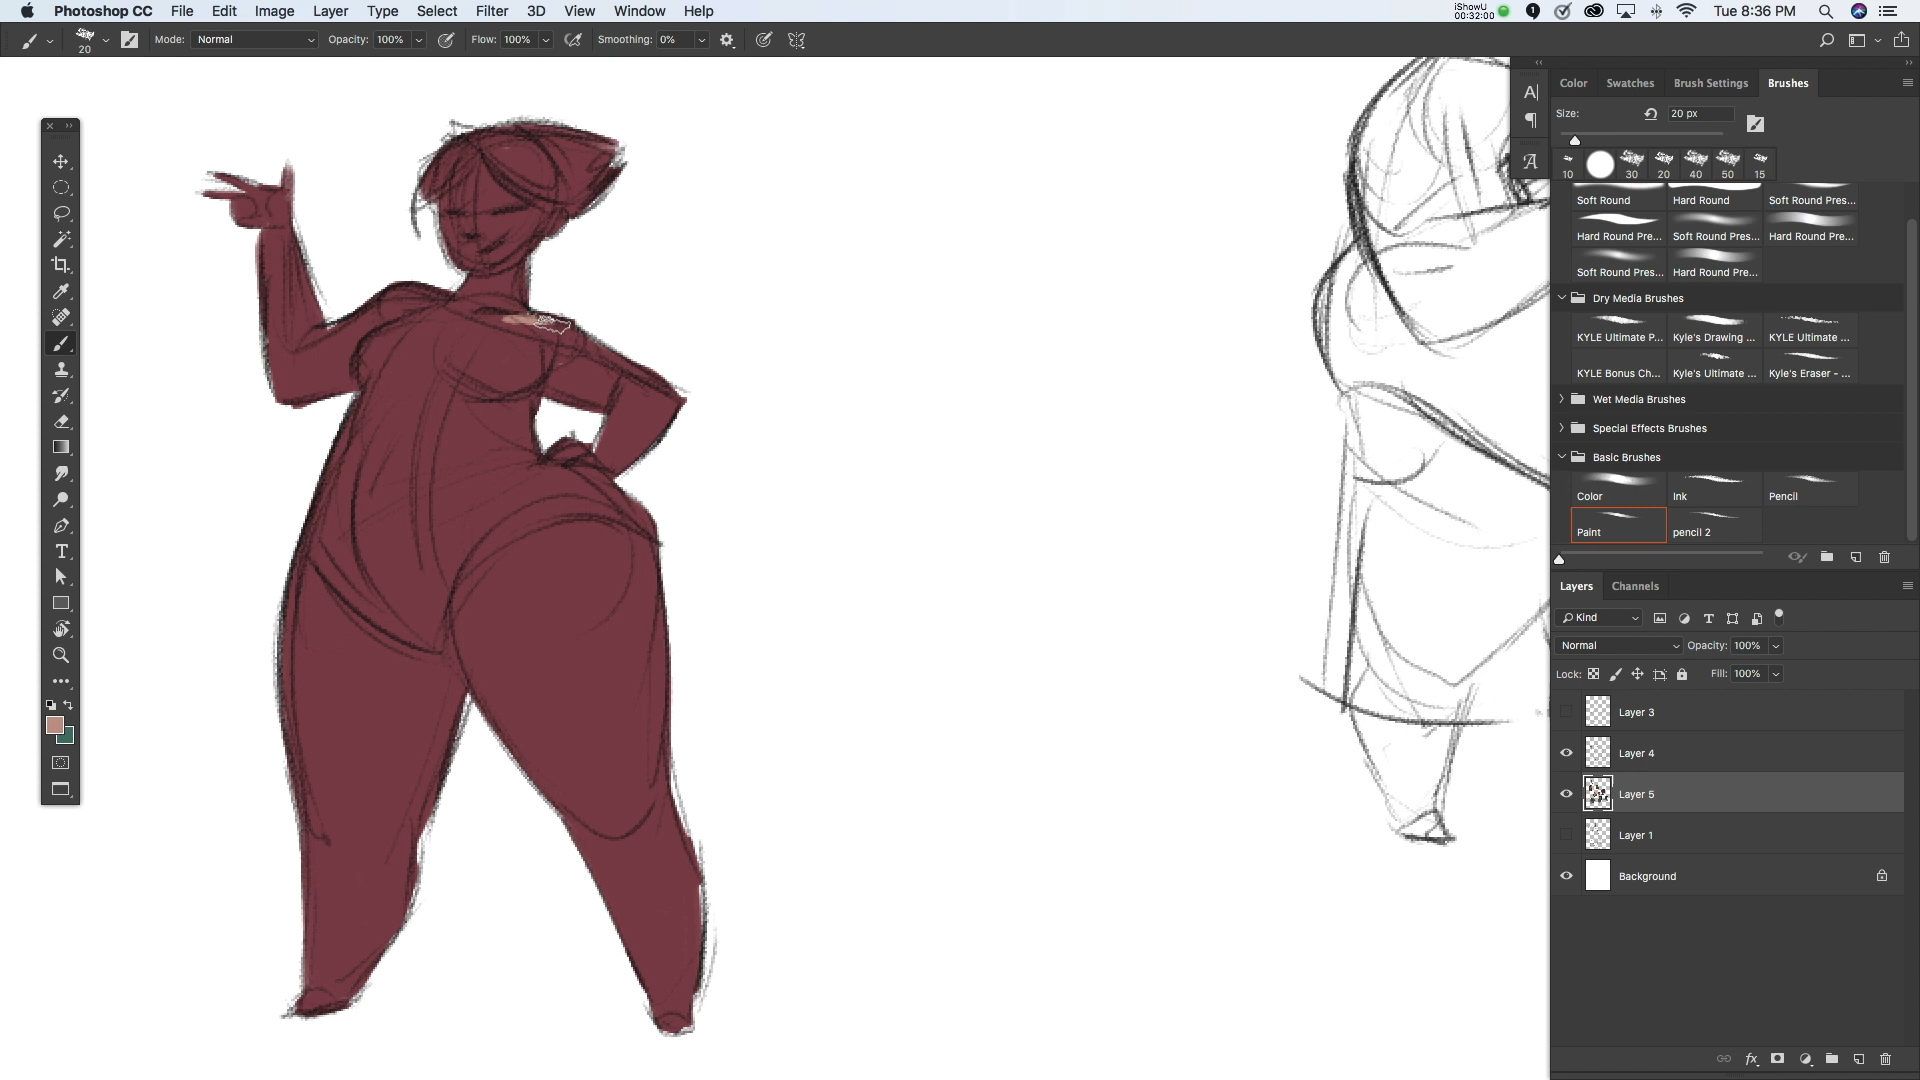 Photoshop CC File Edit Image Layer Type Select Filter 3D View Window Help
iShowU
00:32:00
Tue 8:36 PM
20
Mode: Normal Opacity: 100% Flow: 100% Smoothing: 0%
Color Swatches Brush Settings Brushes
Size: 20 px
10 30 20 40 50 15
Soft Round Hard Round Soft Round Pres...
Hard Round Pre... Soft Round Pres... Hard Round Pre...
Soft Round Pres... Hard Round Pre...
Dry Media Brushes
KYLE Ultimate P... Kyle's Drawing ... KYLE Ultimate ...
KYLE Bonus Ch... Kyle's Ultimate ... Kyle's Eraser - ...
Wet Media Brushes
Special Effects Brushes
Basic Brushes
Color Ink Pencil
Paint pencil 2
Layers Channels
Kind
Normal Opacity: 100%
Lock: Fill: 100%
Layer 3
Layer 4
Layer 5
Layer 1
Background